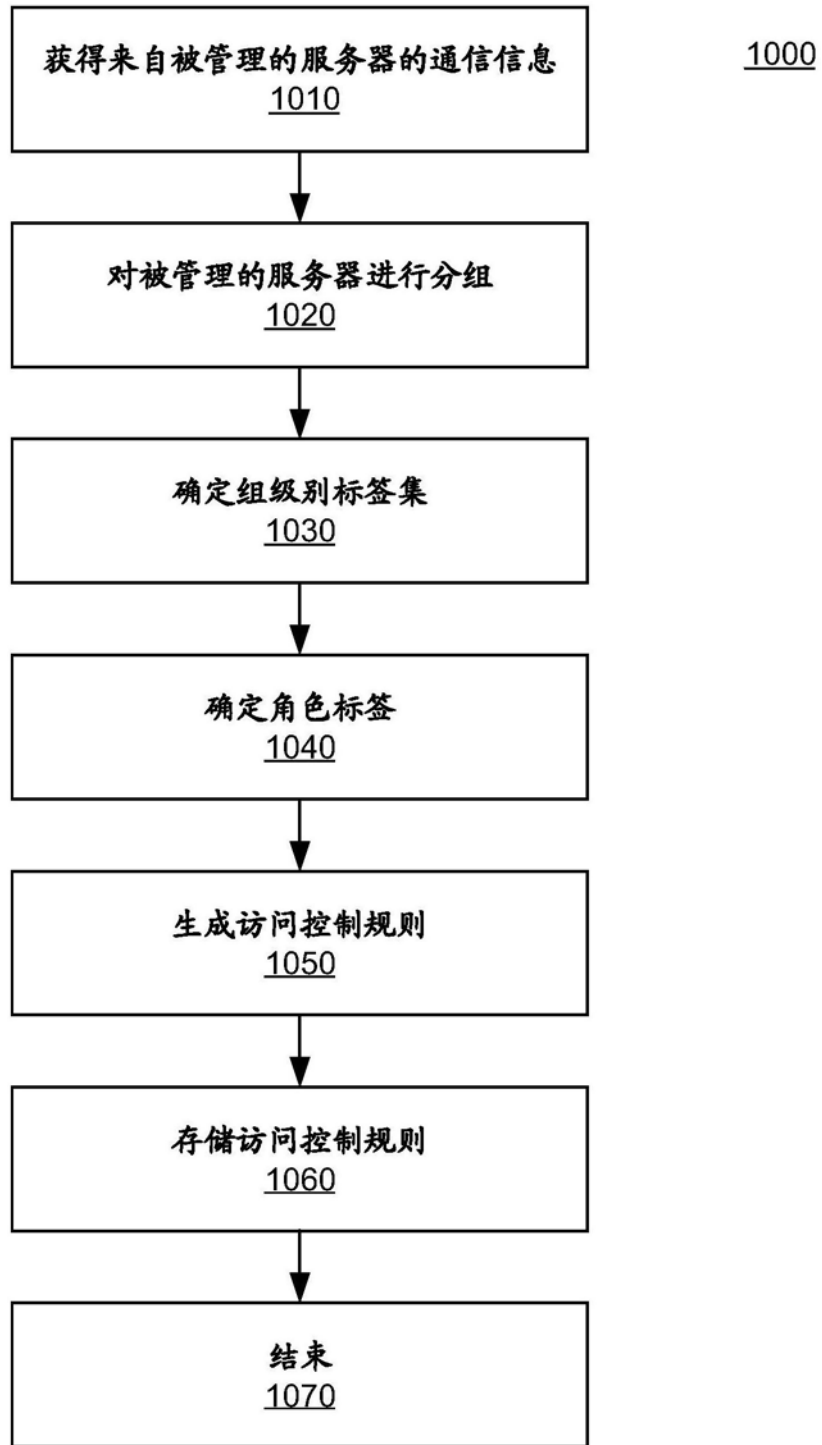 获得来自被管理的服务器的通信信息
1010
1000
对被管理的服务器进行分组
1020
确定组级别标签集
1030
确定角色标签
1040
生成访问控制规则
1050
存储访问控制规则
1060
结束
1070